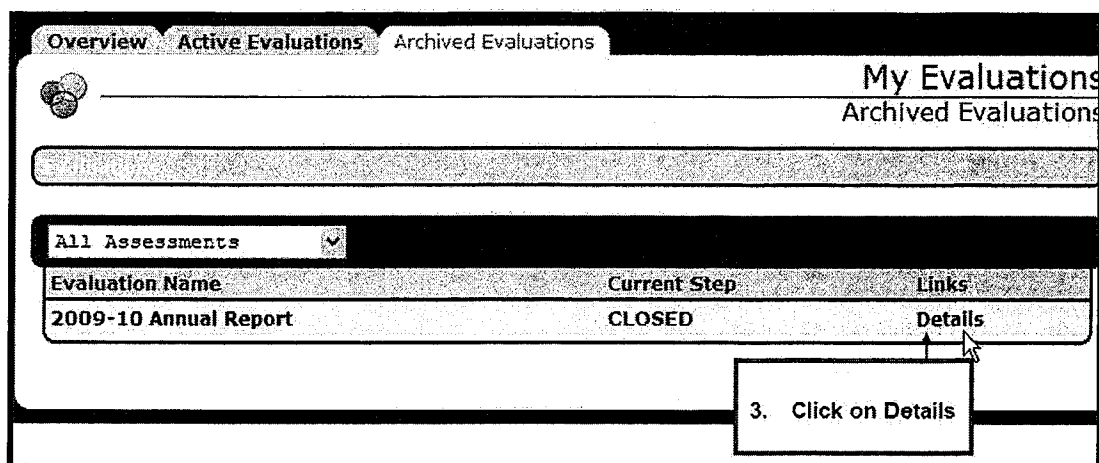 Overview Active Evaluations Archived Evaluations
My Evaluations
Archived Evaluations
All Assessments
Evaluation Name Current Step Links
2009-10 Annual Report CLOSED Details
3. Click on Details